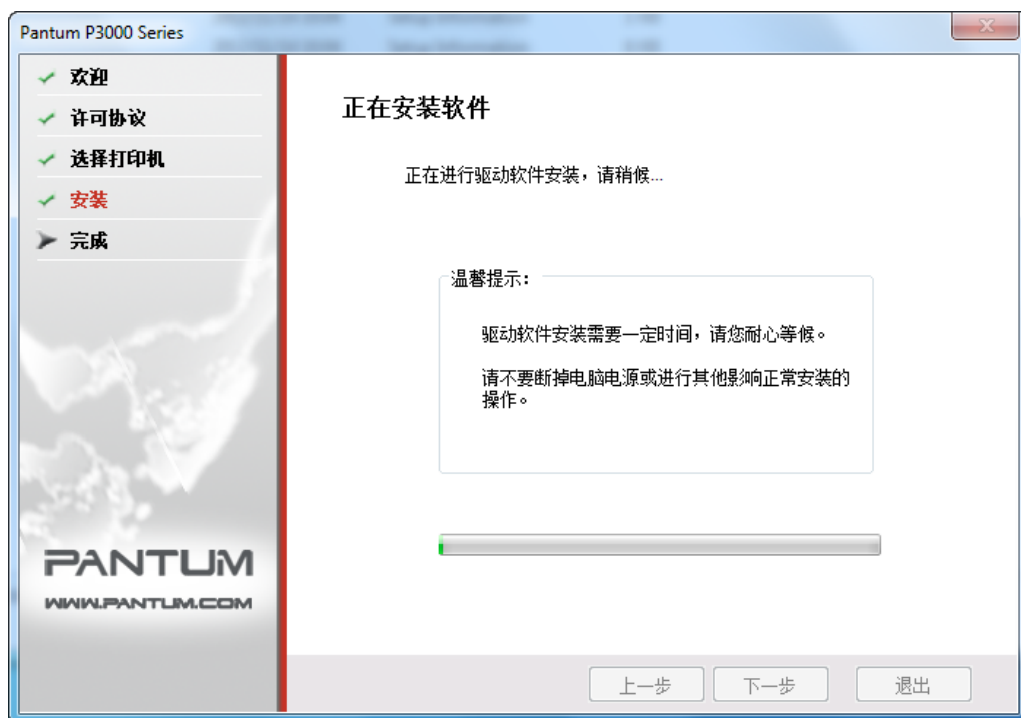 Pantum P3000 Series
欢迎
许可协议
选择打印机
安装
完成
正在安装软件
正在进行驱动软件安装，请稍候...
温馨提示：
驱动软件安装需要一定时间，请您耐心等候。
请不要断掉电脑电源或进行其他影响正常安装的
操作。
PANTUM
WWW.PANTUM.COM
上一步
下一步
退出